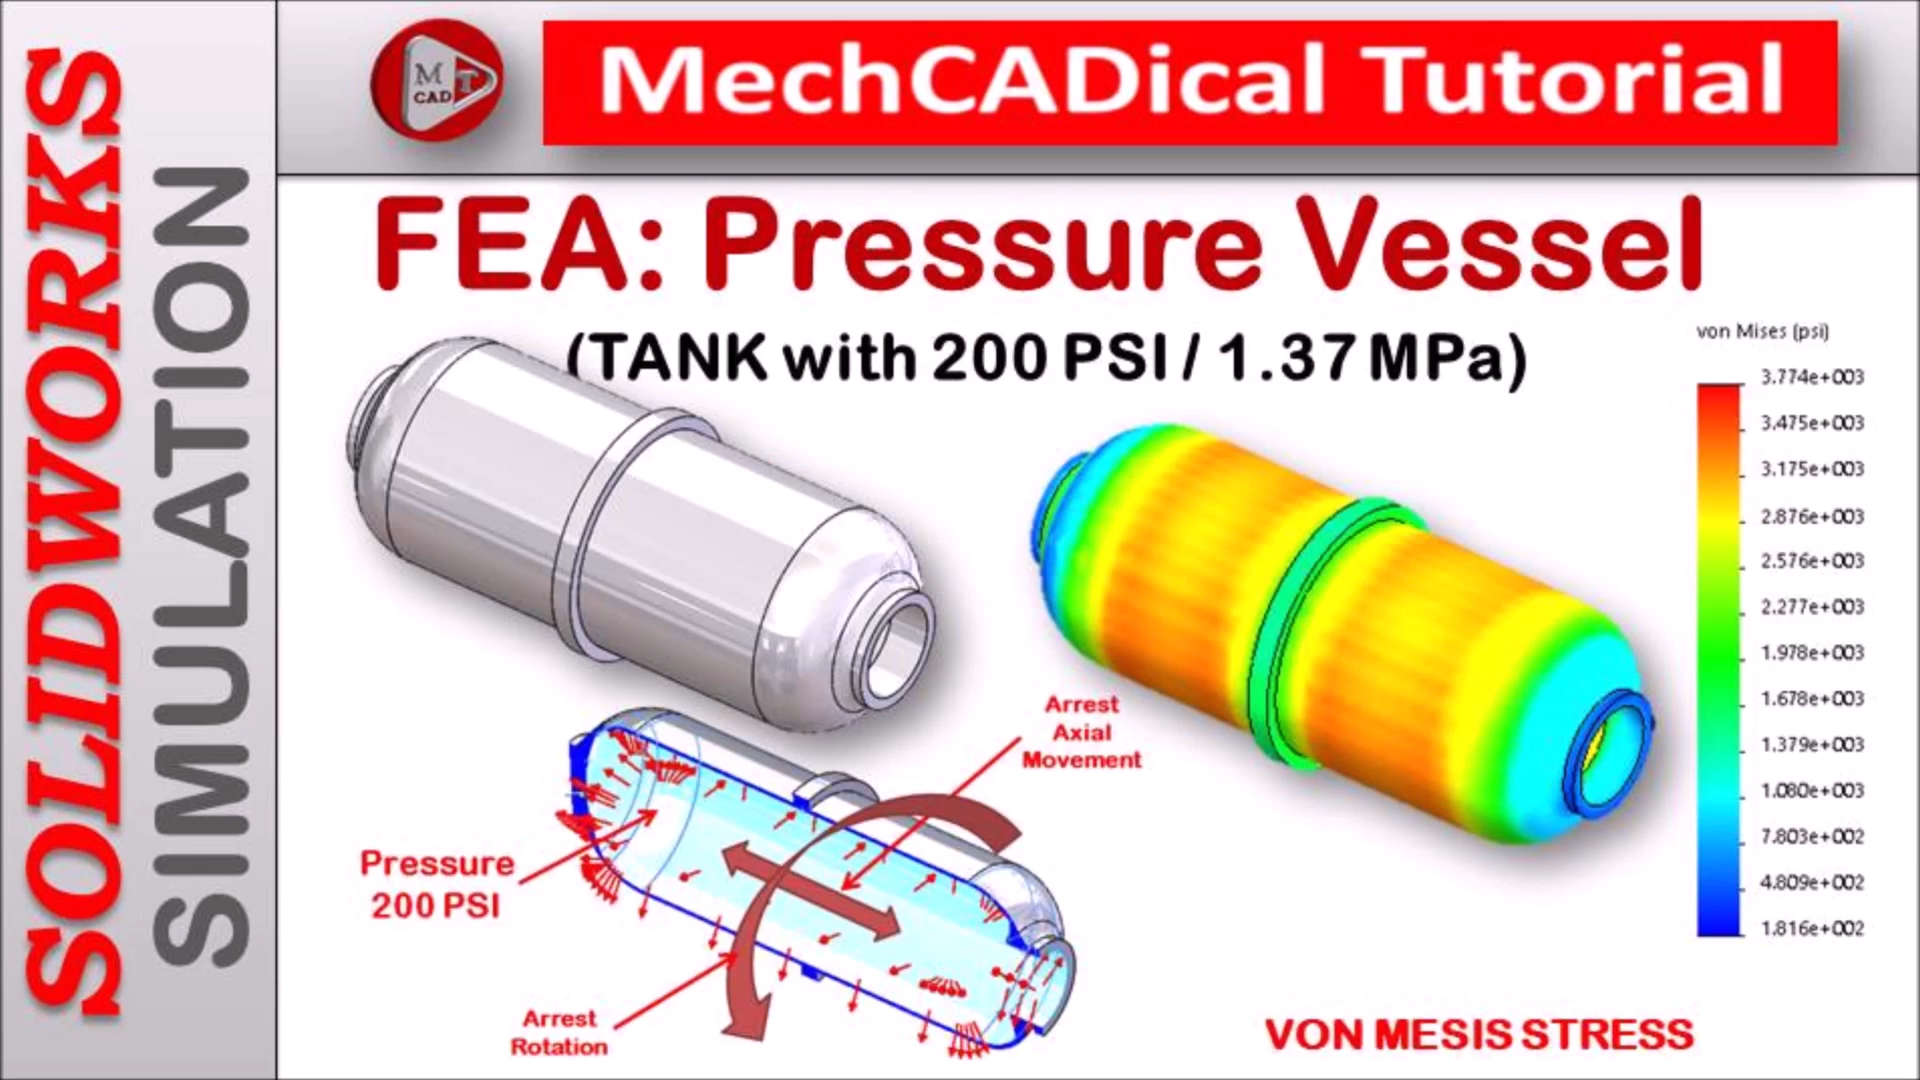 SOLIDWORKS
SIMULATION
M T
CAD
MechCADical Tutorial
FEA: Pressure Vessel
(TANK with 200 PSI / 1.37 MPa)
von Mises (psi)
3.774e+003
3.475e+003
3.175e+003
2.876e+003
2.576e+003
2.277e+003
1.978e+003
1.678e+003
1.379e+003
1.080e+003
7.803e+002
4.809e+002
1.816e+002
Arrest
Axial
Movement
Pressure
200 PSI
Arrest
Rotation
VON MESIS STRESS